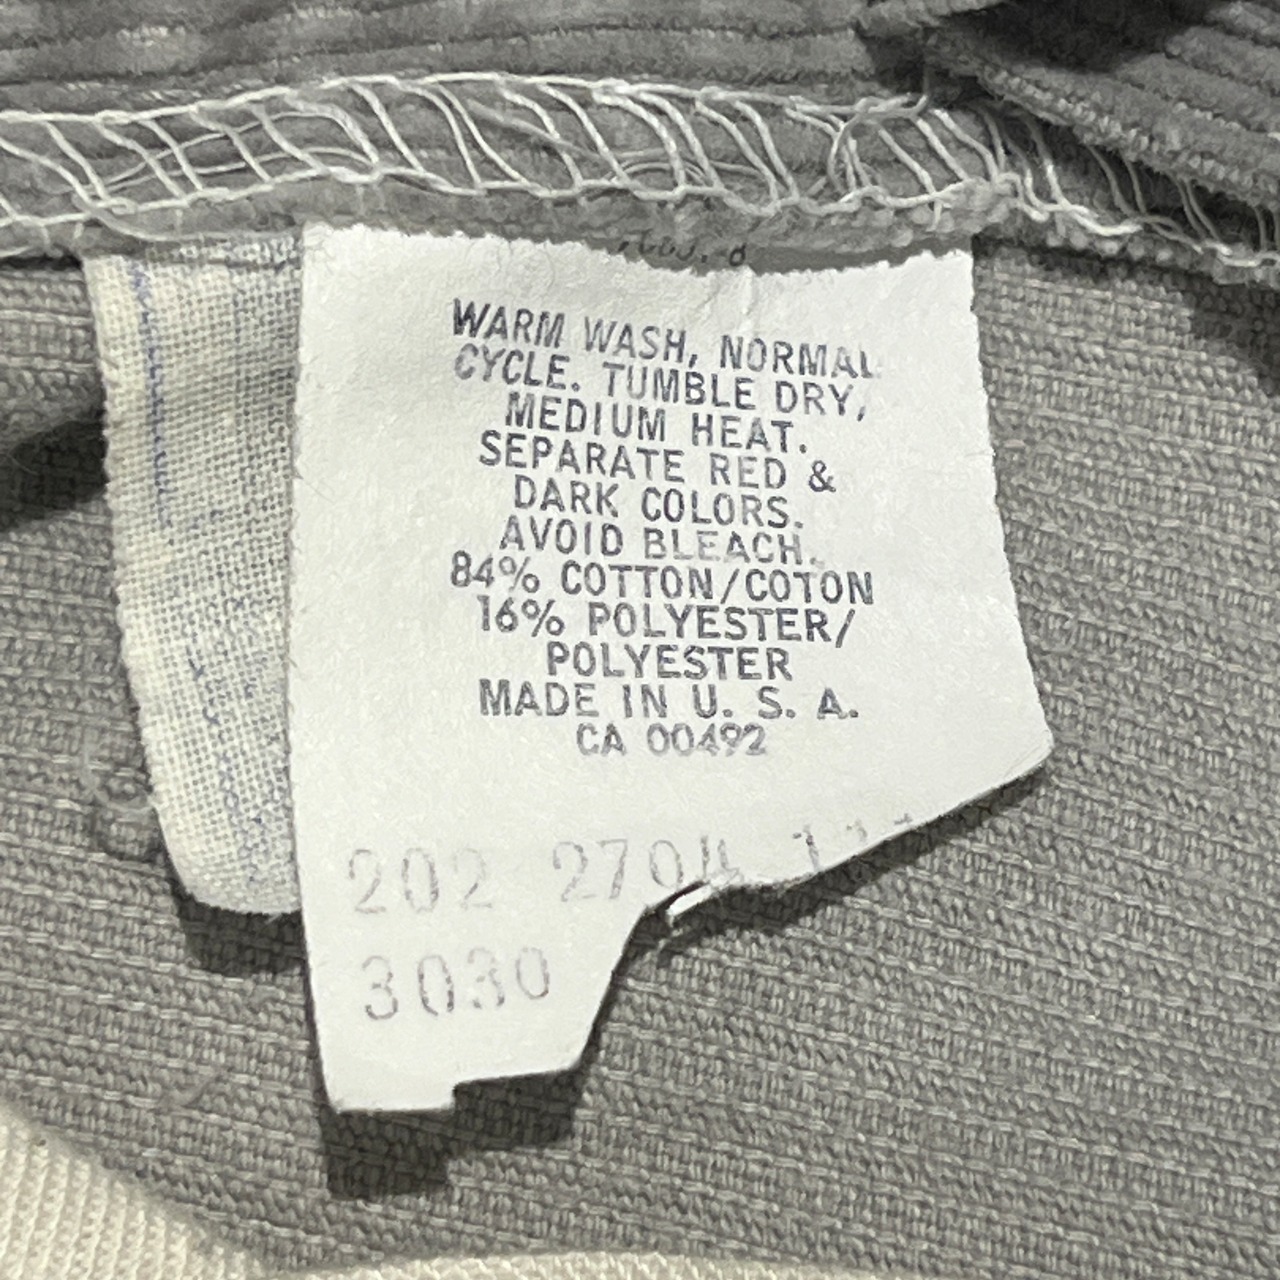 WARM WASH, NORMAL
CYCLE. TUMBLE DRY,
MEDIUM HEAT.
SEPARATE RED &
DARK COLORS.
AVOID BLEACH.
84% COTTON/COTON
16% POLYESTER/
POLYESTER
MADE IN U. S. A.
CA 00492
202 2704
3030